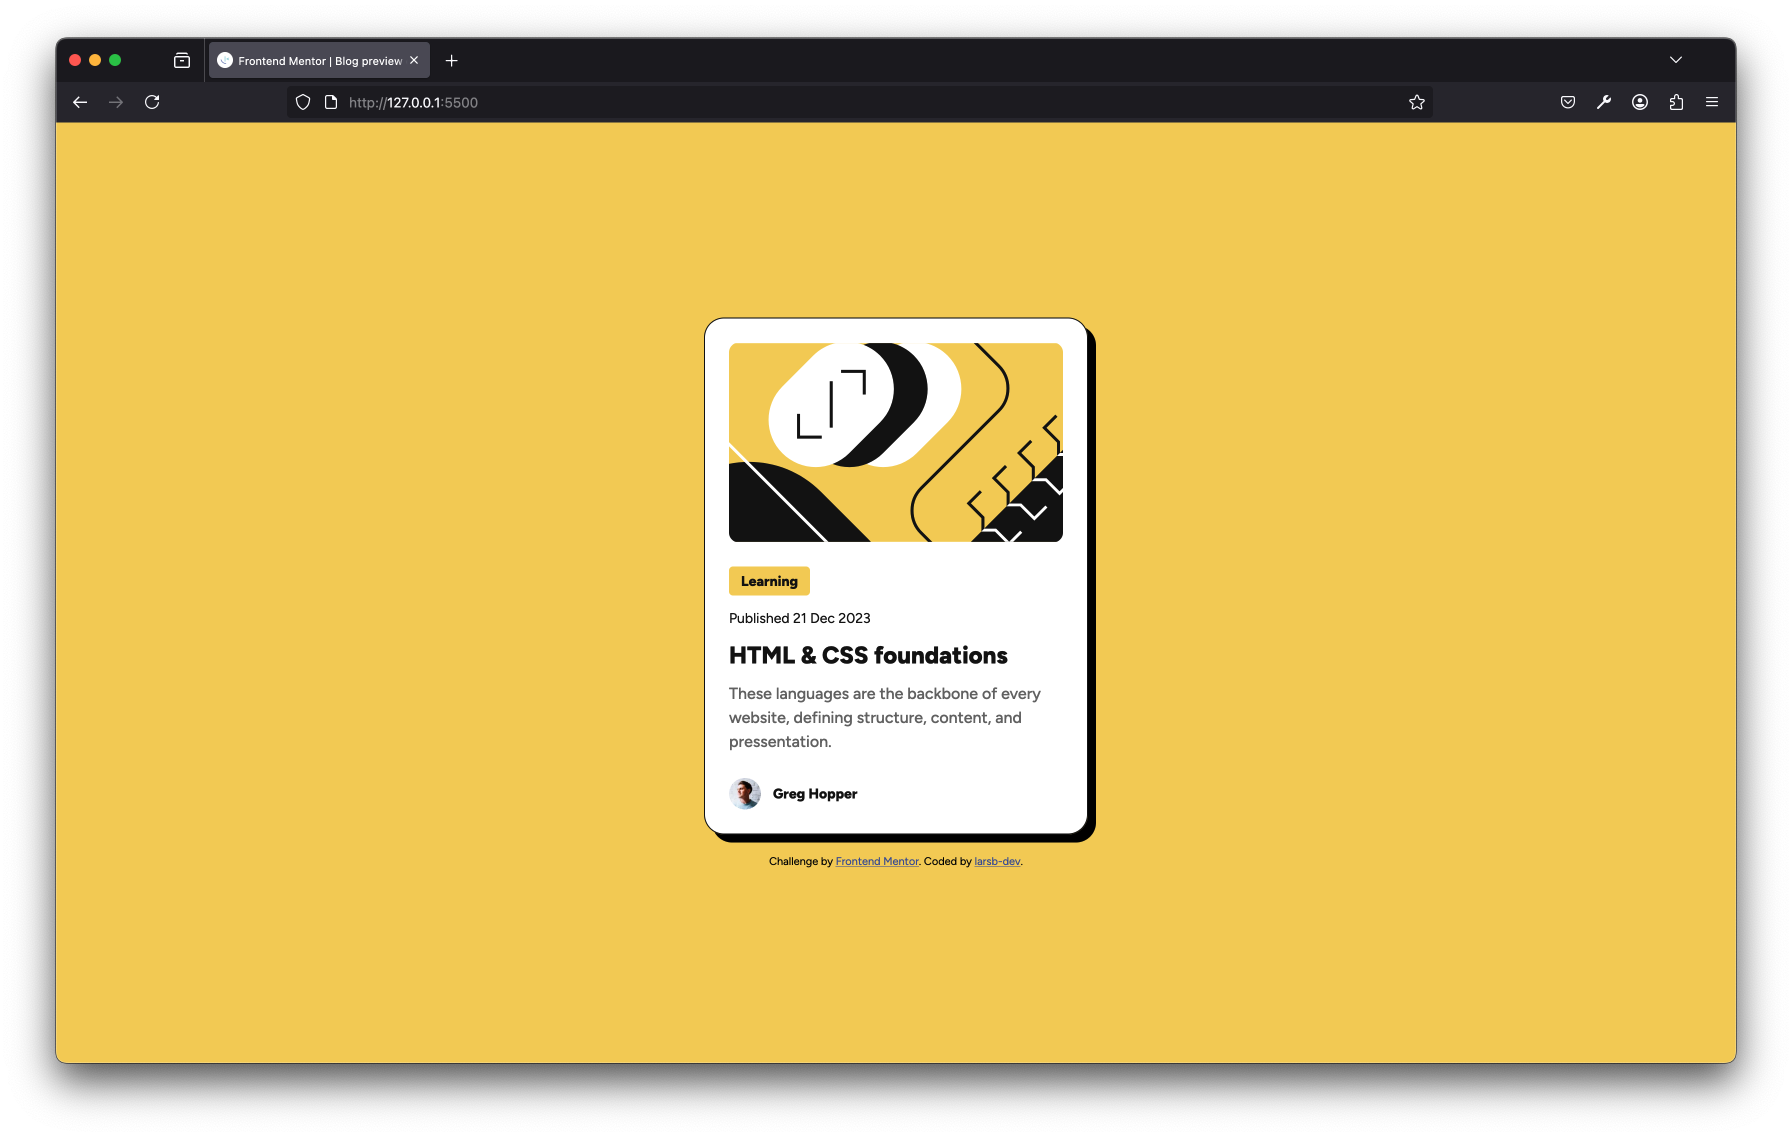 Frontend Mentor | Blog preview
http://127.0.0.1:5500
Learning
Published 21 Dec 2023
HTML & CSS foundations
These languages are the backbone of every
website, defining structure, content, and
pressentation.
Greg Hopper
Challenge by Frontend Mentor. Coded by larsb-dev.